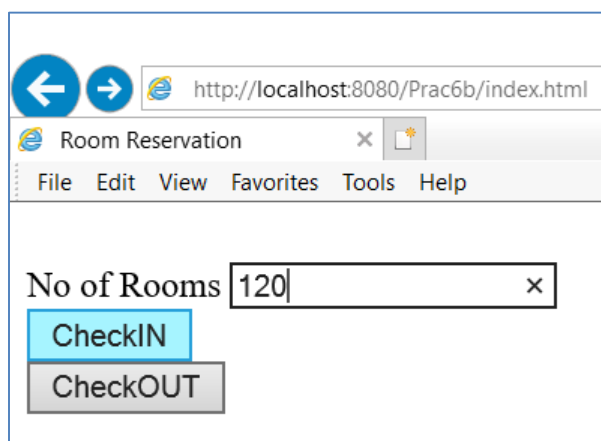 http://localhost:8080/Prac6b/index.html
Room Reservation
File Edit View Favorites Tools Help
No of Rooms 120
CheckIN
CheckOUT